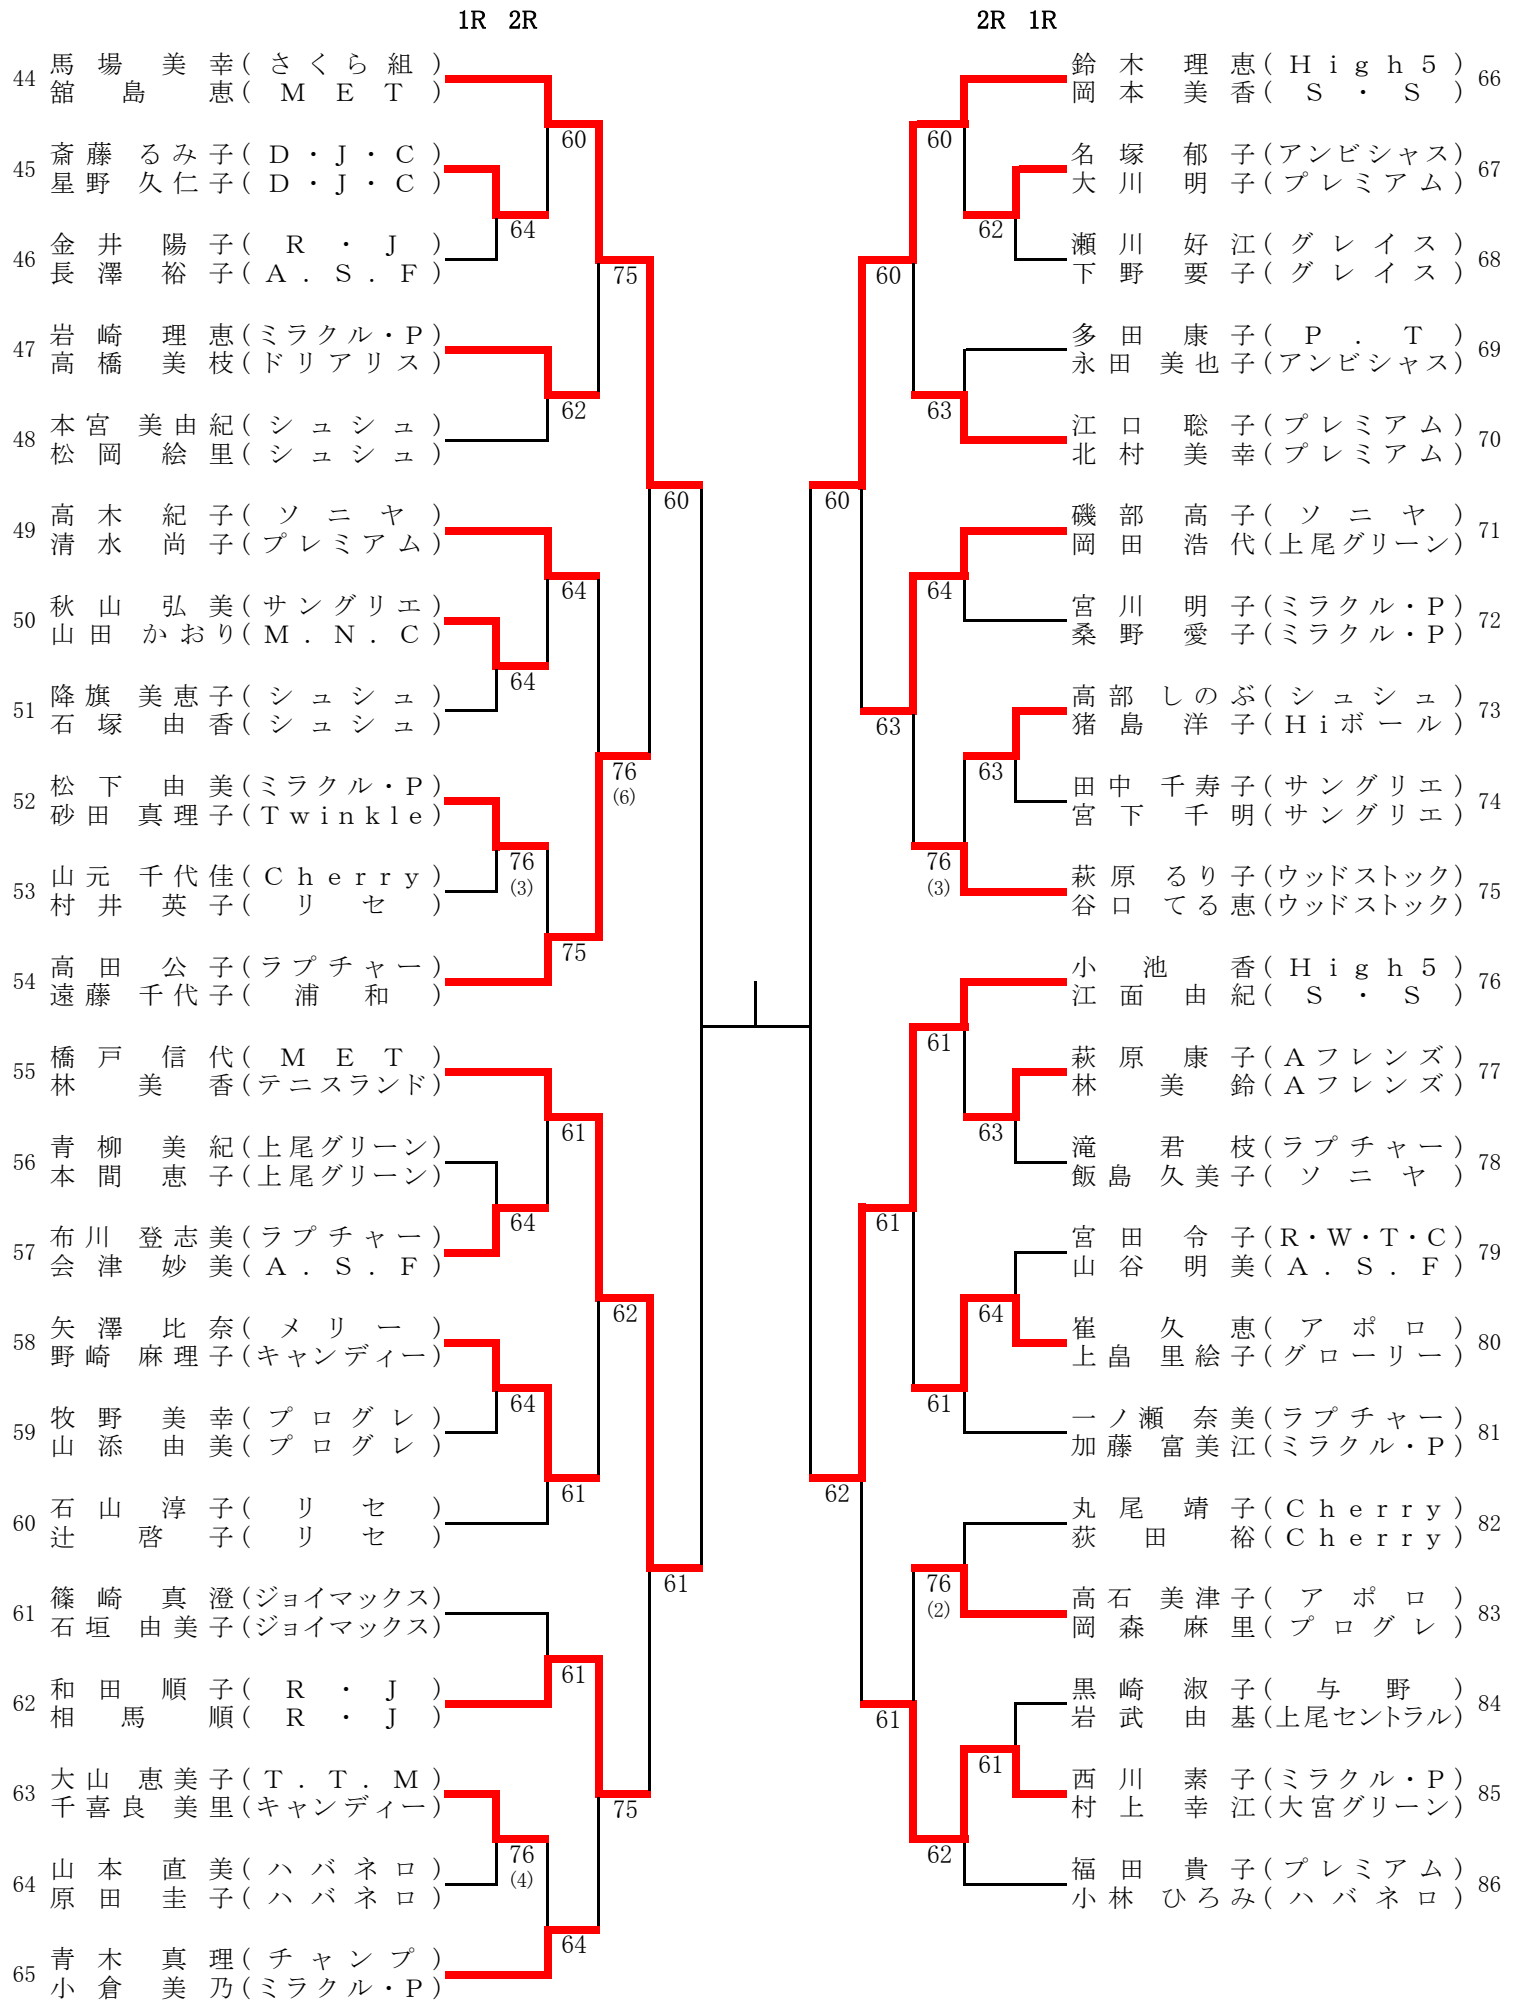 1R 2R
44 馬場 美幸(さくら組)
舘島 恵(MET)
60
45 斎藤 るみ子(D・J・C)
星野 久仁子(D・J・C)
64
46 金井 陽子(R・J)
長澤 裕子(A.S.F)
75
47 岩崎 理恵(ミラクル・P)
高橋 美枝(ドリアリス)
62
48 本宮 美由紀(シュシュ)
松岡 絵里(シュシュ)
60
49 高木 紀子(ソニヤ)
清水 尚子(プレミアム)
64
50 秋山 弘美(サングリエ)
山田 かおり(M.N.C)
64
51 降旗 美恵子(シュシュ)
石塚 由香(シュシュ)
76
(6)
52 松下 由美(ミラクル・P)
砂田 真理子(Twinkle)
76
(3)
53 山元 千代佳(Cherry)
村井 英子(リセ)
75
54 高田 公子(ラプチャー)
遠藤 千代子(浦和)
55 橋戸 信代(MET)
林 美香(テニスランド)
61
56 青柳 美紀(上尾グリーン)
本間 恵子(上尾グリーン)
64
57 布川 登志美(ラプチャー)
会津 妙美(A.S.F)
62
58 矢澤 比奈(メリー)
野崎 麻理子(キャンディー)
64
59 牧野 美幸(プログレ)
山添 由美(プログレ)
61
60 石山 淳子(リセ)
辻 啓子(リセ)
61
61 篠崎 真澄(ジョイマックス)
石垣 由美子(ジョイマックス)
61
62 和田 順子(R・J)
相馬 順(R・J)
75
63 大山 恵美子(T.T.M)
千喜良 美里(キャンディー)
76
(4)
64 山本 直美(ハバネロ)
原田 圭子(ハバネロ)
64
65 青木 真理(チャンプ)
小倉 美乃(ミラクル・P)
2R 1R
鈴木 理恵(High5) 66
岡本 美香(S・S)
60
名塚 郁子(アンビシャス) 67
大川 明子(プレミアム)
62
瀬川 好江(グレイス) 68
下野 要子(グレイス)
60
多田 康子(P.T) 69
永田 美也子(アンビシャス)
63
江口 聡子(プレミアム) 70
北村 美幸(プレミアム)
60
磯部 高子(ソニヤ) 71
岡田 浩代(上尾グリーン)
64
宮川 明子(ミラクル・P) 72
桑野 愛子(ミラクル・P)
63
高部 しのぶ(シュシュ) 73
猪島 洋子(Hiボール)
63
田中 千寿子(サングリエ) 74
宮下 千明(サングリエ)
76
(3)
萩原 るり子(ウッドストック) 75
谷口 てる恵(ウッドストック)
小池 香(High5) 76
江面 由紀(S・S)
61
萩原 康子(Aフレンズ) 77
林 美鈴(Aフレンズ)
63
滝 君枝(ラプチャー) 78
飯島 久美子(ソニヤ)
61
宮田 令子(R・W・T・C) 79
山谷 明美(A.S.F)
64
崔 久恵(アポロ) 80
上畠 里絵子(グローリー)
61
一ノ瀬 奈美(ラプチャー) 81
加藤 富美江(ミラクル・P)
62
丸尾 靖子(Cherry) 82
荻田 裕(Cherry)
76
(2)
高石 美津子(アポロ) 83
岡森 麻里(プログレ)
61
黒崎 淑子(与野) 84
岩武 由基(上尾セントラル)
61
西川 素子(ミラクル・P) 85
村上 幸江(大宮グリーン)
62
福田 貴子(プレミアム) 86
小林 ひろみ(ハバネロ)